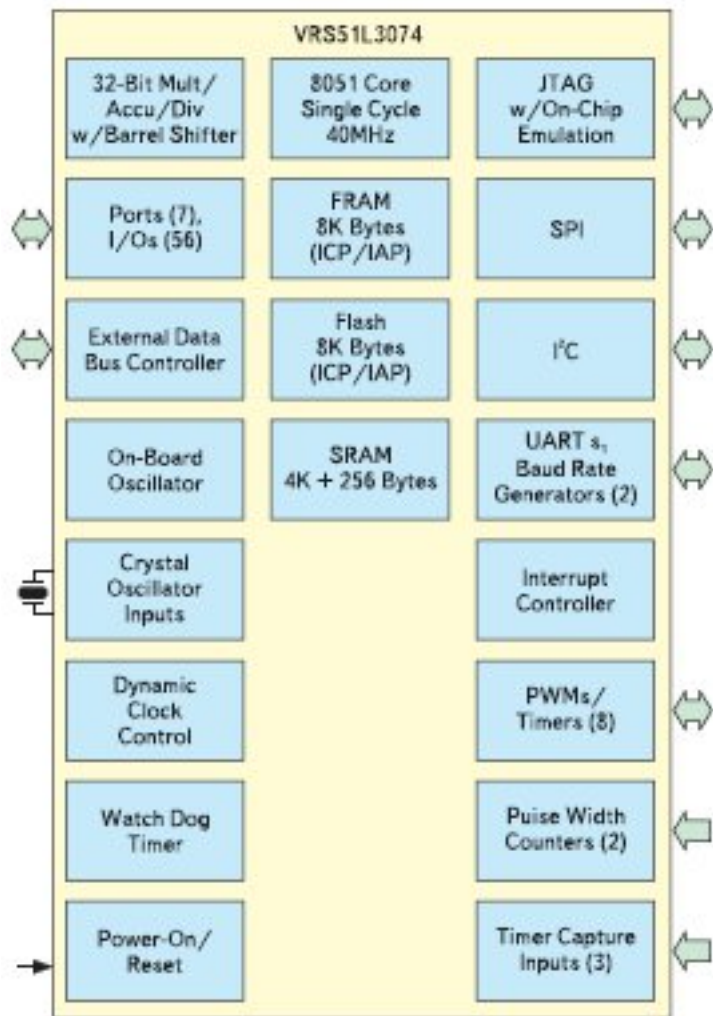 VRS51L3074
32-Bit Mult/
Accu/Div
w/Barrel Shifter
8051 Core
Single Cycle
40MHz
JTAG
w/On-Chip
Emulation
Ports (7),
I/Os (56)
FRAM
8K Bytes
(ICP/IAP)
SPI
External Data
Bus Controller
Flash
8K Bytes
(ICP/IAP)
I²C
On-Board
Oscillator
SRAM
4K + 256 Bytes
UART s,
Baud Rate
Generators (2)
Crystal
Oscillator
Inputs
Interrupt
Controller
Dynamic
Clock
Control
PWMs/
Timers (8)
Watch Dog
Timer
Puise Width
Counters (2)
Power-On/
Reset
Timer Capture
Inputs (3)